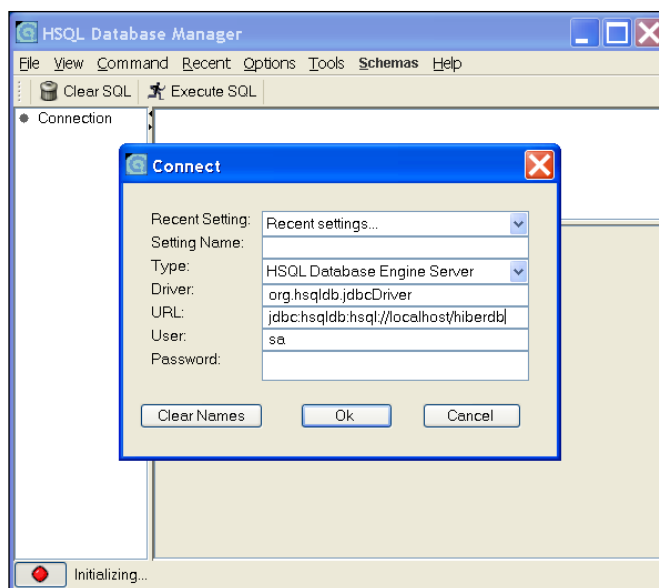 HSQL Database Manager
File View Command Recent Options Tools Schemas Help
Clear SQL Execute SQL
Connection
Connect
Recent Setting: Recent settings...
Setting Name:
Type: HSQL Database Engine Server
Driver: org.hsqldb.jdbcDriver
URL: jdbc:hsqldb:hsql://localhost/hiberdb
User: sa
Password:
Clear Names Ok Cancel
Initializing...